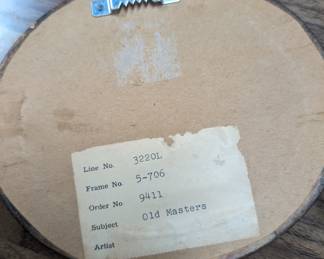 Line No. 3220L
Frame No. 5-706
Order No. 9411
Subject Old Masters
Artist